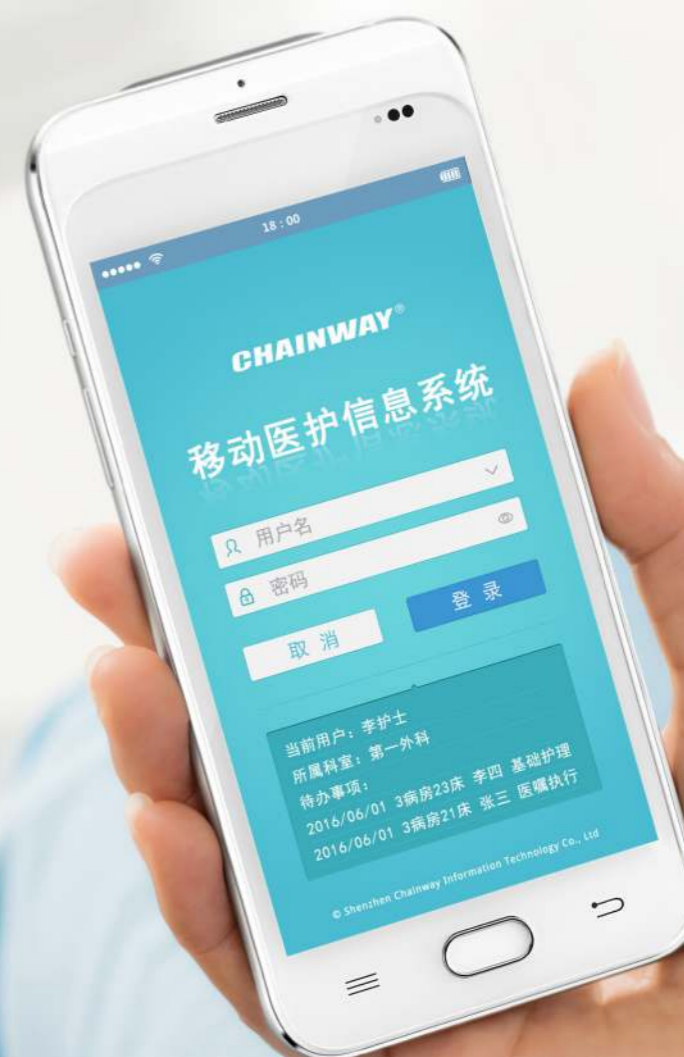 18:00
CHAINWAY®
移动医护信息系统
用户名
密码
取消 登录
当前用户：李护士
所属科室：第一外科
待办事项：
2016/06/01 3病房23床 李四 基础护理
2016/06/01 3病房21床 张三 医嘱执行
© Shenzhen Chainway Information Technology Co., Ltd